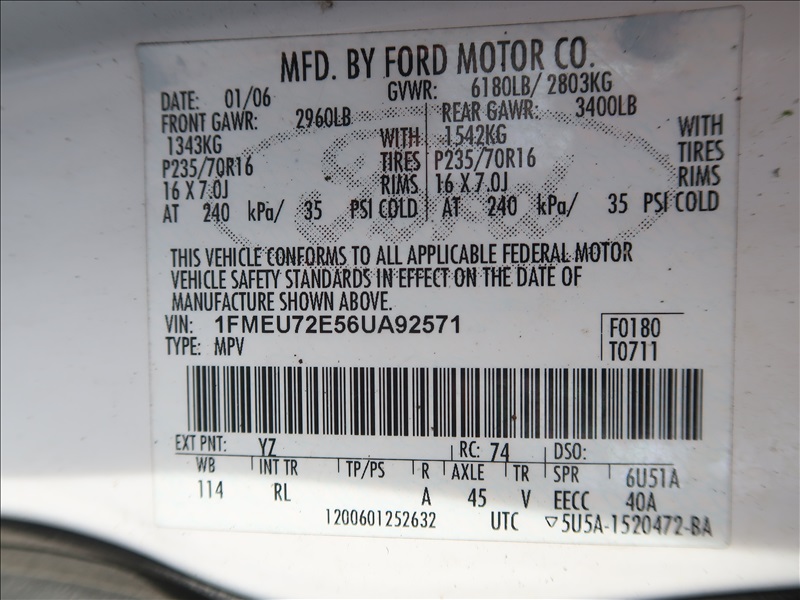 MFD. BY FORD MOTOR CO.
DATE: 01/06 GVWR: 6180LB/ 2803KG
FRONT GAWR: 2960LB REAR GAWR: 3400LB
1343KG WITH 1542KG WITH
P235/70R16 TIRES P235/70R16 TIRES
16 X 7.0J RIMS 16 X 7.0J RIMS
AT 240 kPa/ 35 PSI COLD AT 240 kPa/ 35 PSI COLD
Ford
THIS VEHICLE CONFORMS TO ALL APPLICABLE FEDERAL MOTOR
VEHICLE SAFETY STANDARDS IN EFFECT ON THE DATE OF
MANUFACTURE SHOWN ABOVE.
VIN: 1FMEU72E56UA92571 F0180
TYPE: MPV T0711
EXT PNT: YZ RC: 74 DSO:
WB INT TR TP/PS R AXLE TR SPR 6U51A
114 RL A 45 V EECC 40A
1200601252632 UTC ▽5U5A-1520472-BA